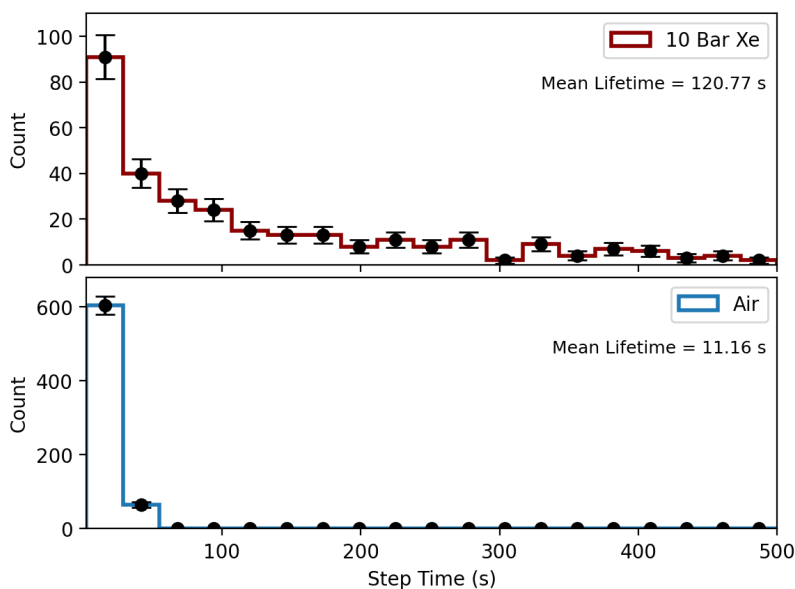 100
80
60
40
20
0
Count
10 Bar Xe
Mean Lifetime = 120.77 s
600
400
200
0
Count
Air
Mean Lifetime = 11.16 s
100 200 300 400 500
Step Time (s)